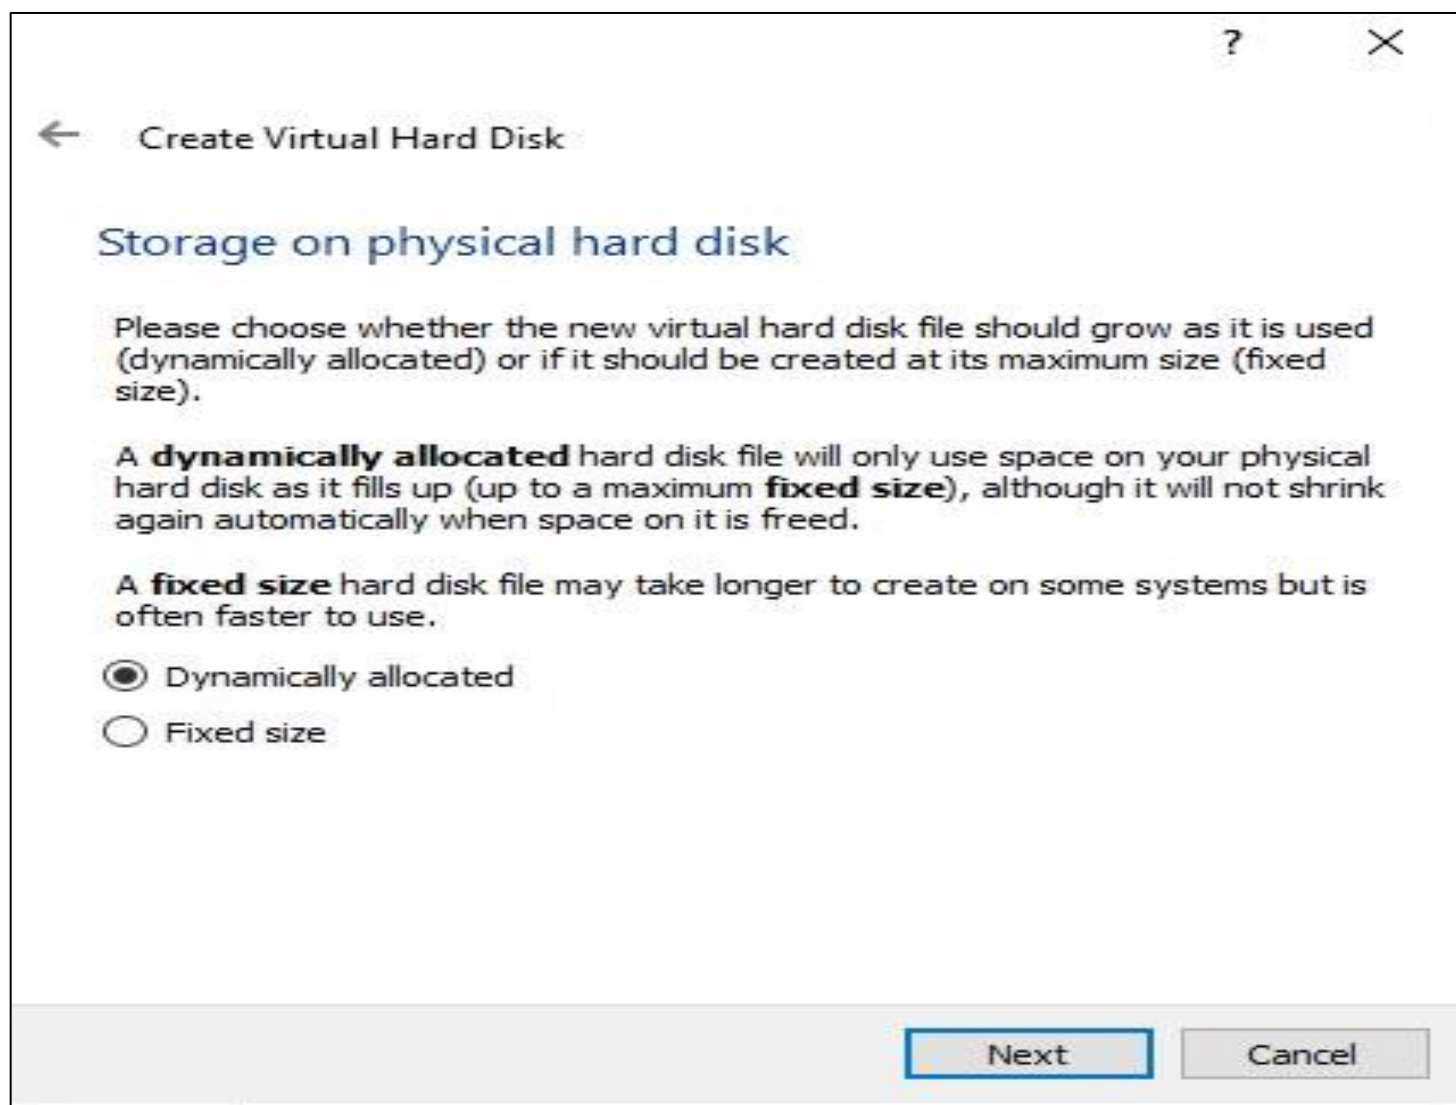 ?
Create Virtual Hard Disk
Storage on physical hard disk
Please choose whether the new virtual hard disk file should grow as it is used
(dynamically allocated) or if it should be created at its maximum size (fixed
size).
A dynamically allocated hard disk file will only use space on your physical
hard disk as it fills up (up to a maximum fixed size), although it will not shrink
again automatically when space on it is freed.
A fixed size hard disk file may take longer to create on some systems but is
often faster to use.
Dynamically allocated
Fixed size
Next
Cancel